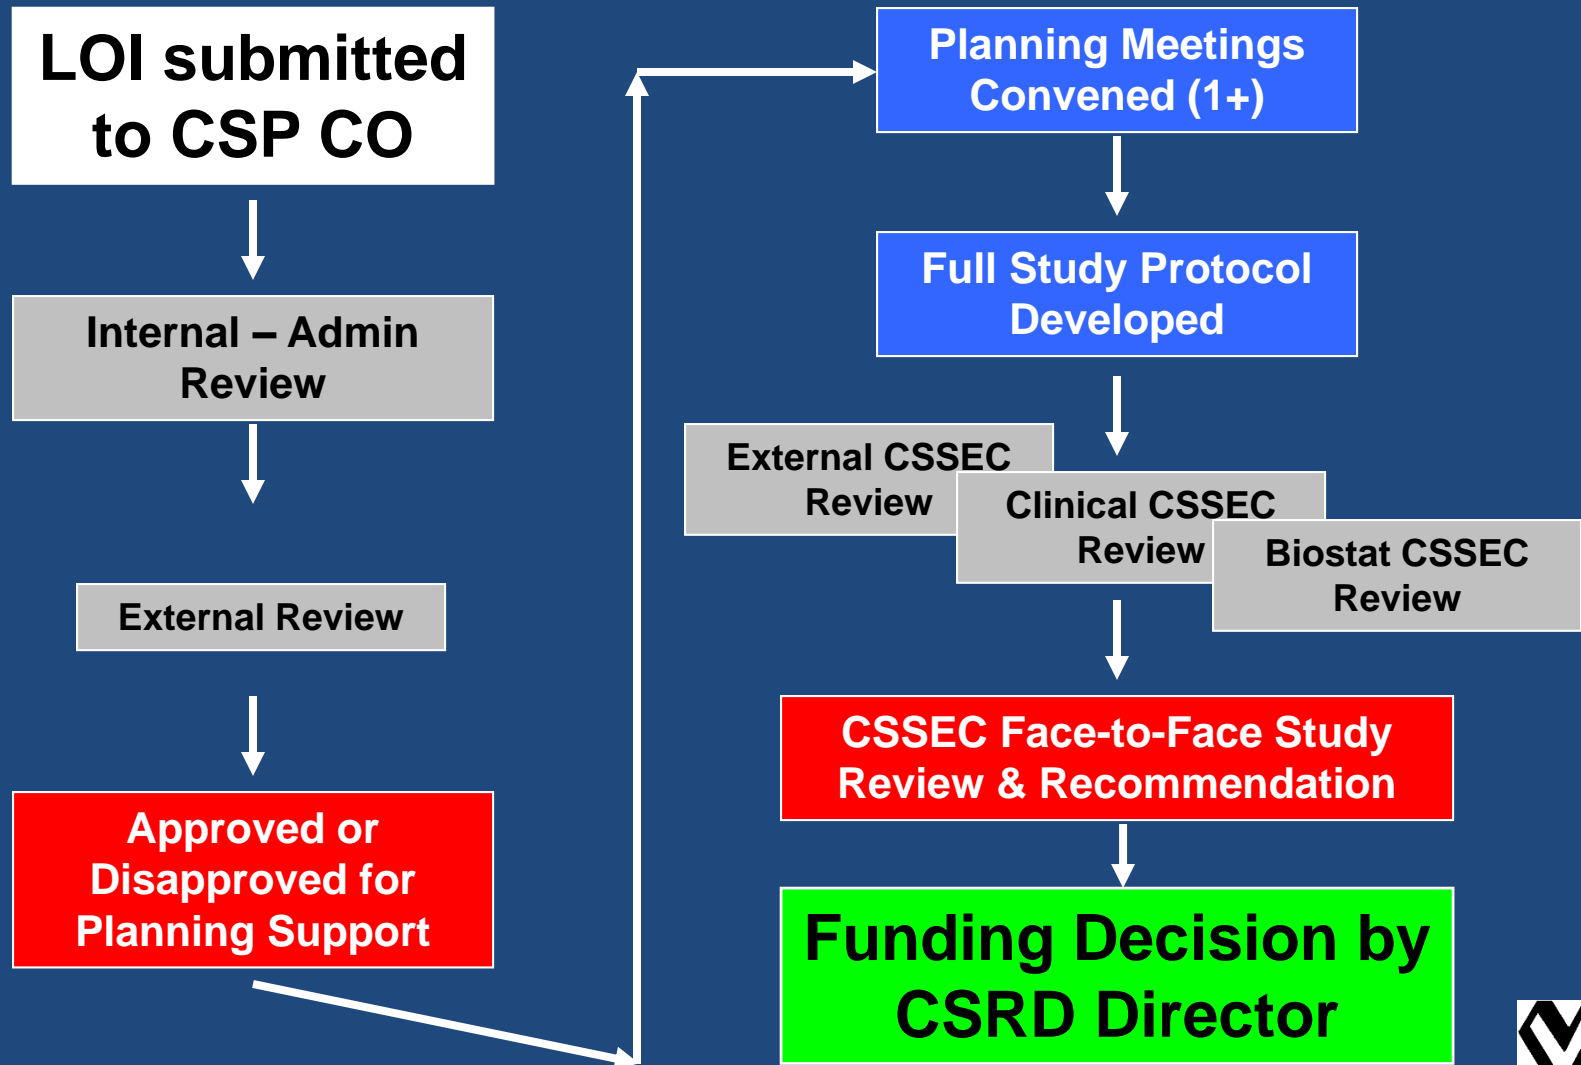 LOI submitted
to CSP CO
Internal – Admin
Review
External Review
Approved or
Disapproved for
Planning Support
Planning Meetings
Convened (1+)
Full Study Protocol
Developed
External CSSEC
Review
Clinical CSSEC
Review
Biostat CSSEC
Review
CSSEC Face-to-Face Study
Review & Recommendation
Funding Decision by
CSRD Director